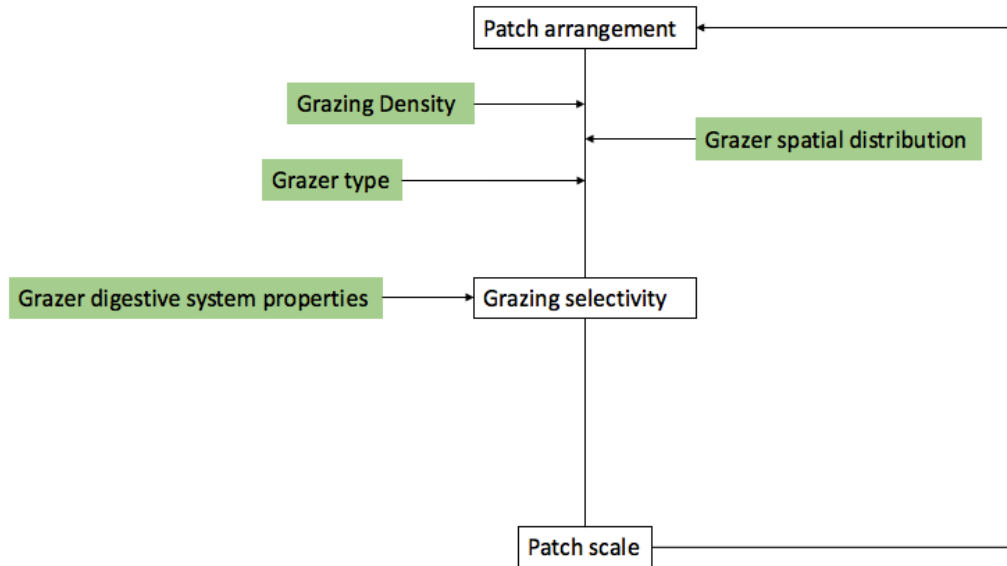 Patch arrangement
Grazing Density
Grazer spatial distribution
Grazer type
Grazer digestive system properties
Grazing selectivity
Patch scale